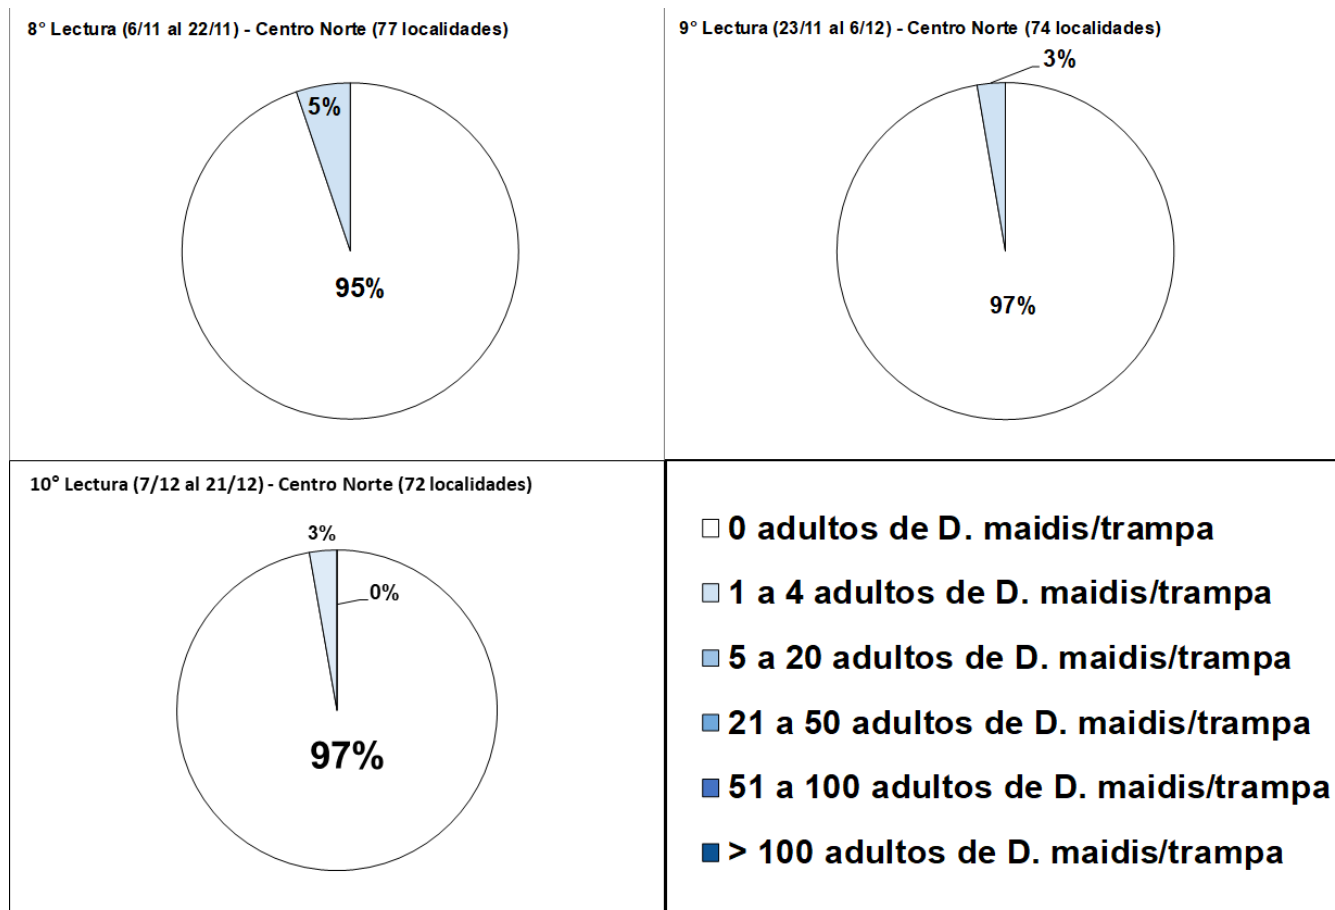 8° Lectura (6/11 al 22/11) - Centro Norte (77 localidades)
5%
95%
9° Lectura (23/11 al 6/12) - Centro Norte (74 localidades)
3%
97%
10° Lectura (7/12 al 21/12) - Centro Norte (72 localidades)
3%
0%
97%
0 adultos de D. maidis/trampa
1 a 4 adultos de D. maidis/trampa
5 a 20 adultos de D. maidis/trampa
21 a 50 adultos de D. maidis/trampa
51 a 100 adultos de D. maidis/trampa
> 100 adultos de D. maidis/trampa